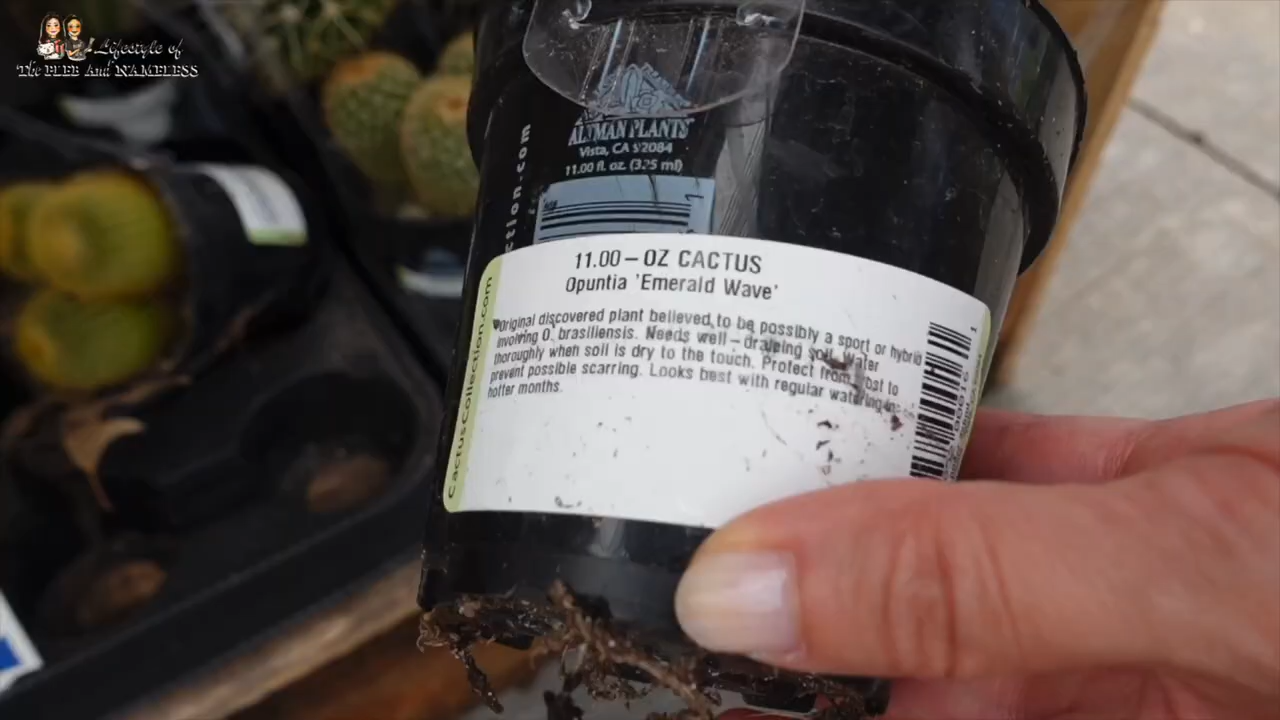 Lifestyle of
The PLEB And NAMELESS
ALTMAN PLANTS
Vista, CA 92084
11.00 fl. oz. (325 ml)
ction.com
11.00-OZ CACTUS
Opuntia 'Emerald Wave'
Original discovered plant believed to be possibly a sport or hybrid
involving O. brasiliensis. Needs well-draining soil. Water
thoroughly when soil is dry to the touch. Protect from frost to
prevent possible scarring. Looks best with regular watering in
hotter months.
CactusCollection.com